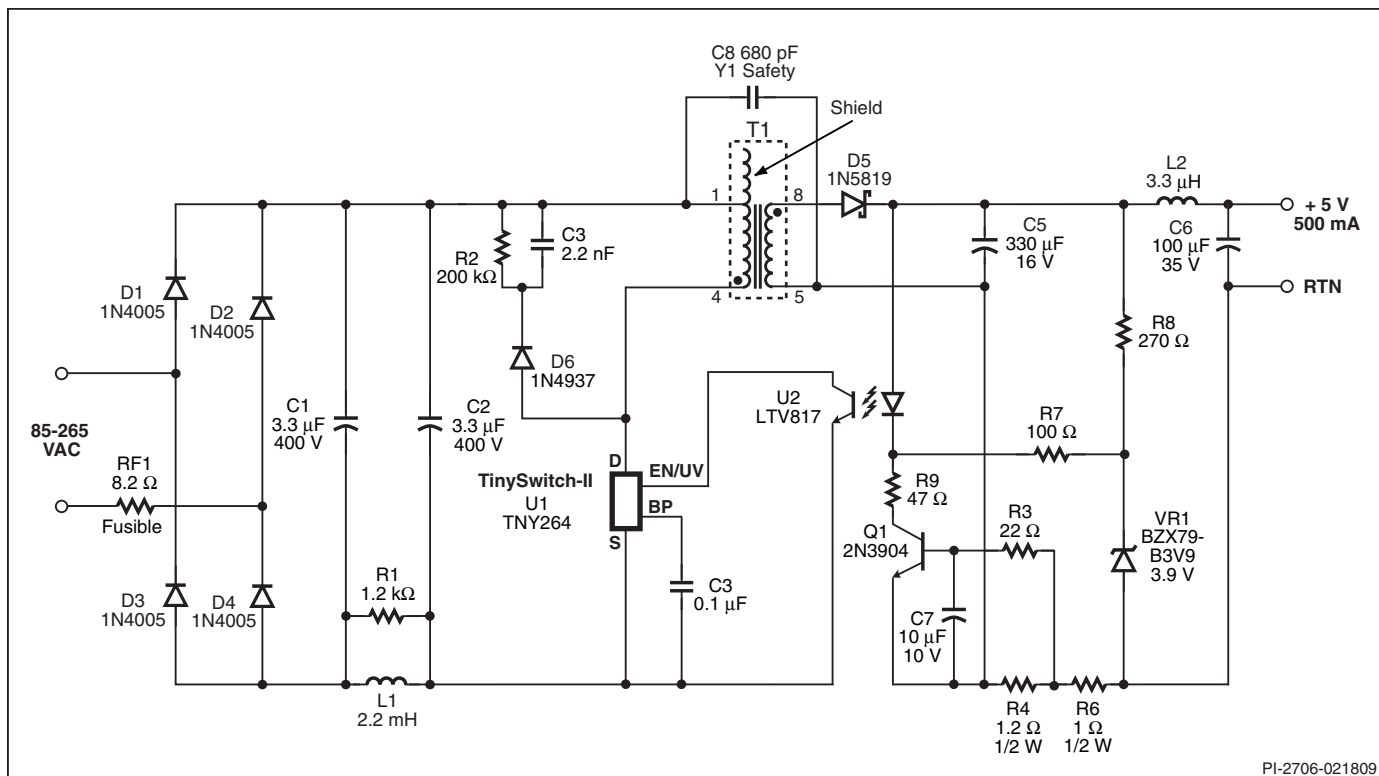 C8 680 pF
Y1 Safety
Shield
T1
D5
1N5819
L2
3.3 μH
1
8
+ 5 V
500 mA
C3
2.2 nF
R2
200 kΩ
C5
330 μF
16 V
C6
100 μF
35 V
D1
1N4005
D2
1N4005
4
5
RTN
R8
270 Ω
D6
1N4937
U2
LTV817
C1
3.3 μF
400 V
C2
3.3 μF
400 V
85-265
VAC
R7
100 Ω
RF1
8.2 Ω
Fusible
D
EN/UV
TinySwitch-II
U1
TNY264
BP
S
R9
47 Ω
Q1
2N3904
R3
22 Ω
VR1
BZX79-
B3V9
3.9 V
D3
1N4005
D4
1N4005
R1
1.2 kΩ
C3
0.1 μF
C7
10 μF
10 V
L1
2.2 mH
R4
1.2 Ω
1/2 W
R6
1 Ω
1/2 W
PI-2706-021809